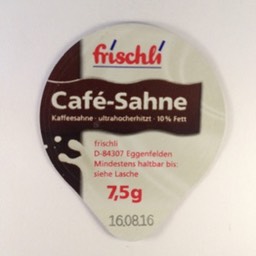 frischli
Café-Sahne
Kaffeesahne · ultrahocherhitzt · 10% Fett
frischli
D-84307 Eggenfelden
Mindestens haltbar bis:
siehe Lasche
7,5g
16.08.16